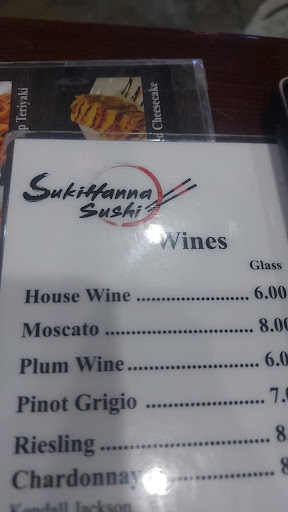 p Teriyaki
d Cheesecake
SukiHanna
Sushi
Wines
Glass
House Wine ........................ 6.00
Moscato ............................ 8.00
Plum Wine ........................ 6.0
Pinot Grigio ..................... 7.
Riesling ............................ 8
Chardonnay
Kendall Jackson